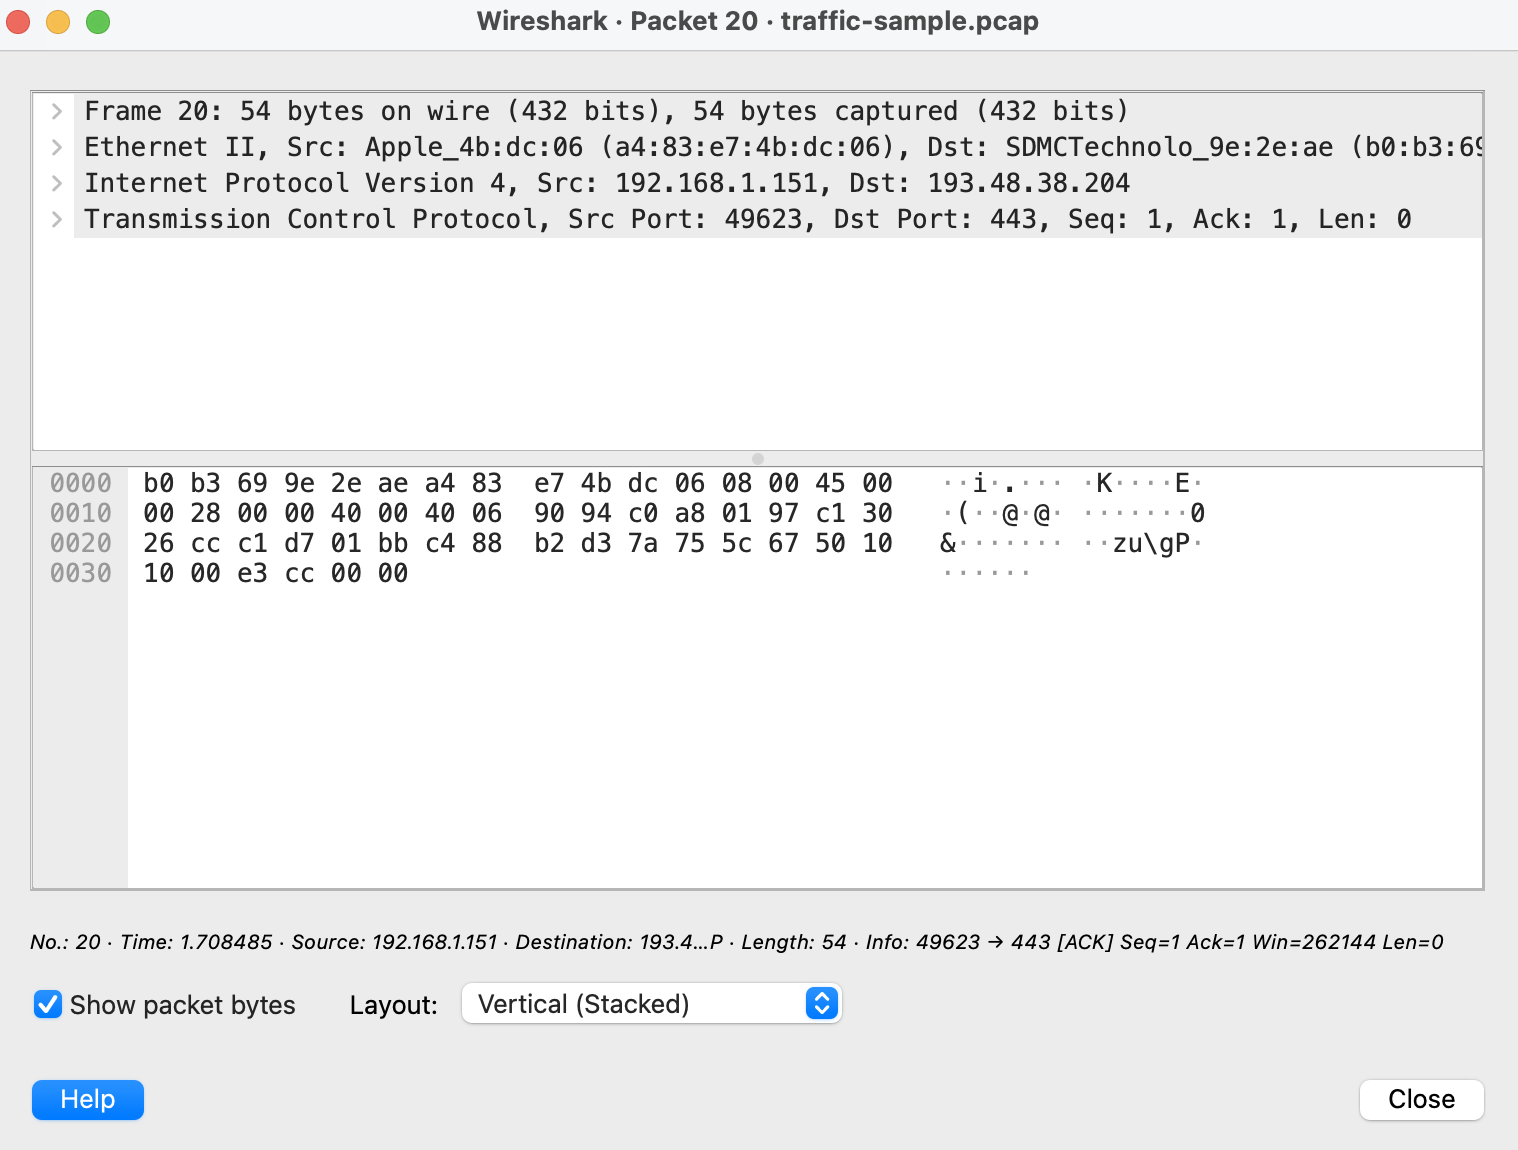 Wireshark · Packet 20 · traffic-sample.pcap
Frame 20: 54 bytes on wire (432 bits), 54 bytes captured (432 bits)
Ethernet II, Src: Apple_4b:dc:06 (a4:83:e7:4b:dc:06), Dst: SDMCTechnolo_9e:2e:ae (b0:b3:69
Internet Protocol Version 4, Src: 192.168.1.151, Dst: 193.48.38.204
Transmission Control Protocol, Src Port: 49623, Dst Port: 443, Seq: 1, Ack: 1, Len: 0
0000 b0 b3 69 9e 2e ae a4 83 e7 4b dc 06 08 00 45 00 ··i·.··· ·K····E·
0010 00 28 00 00 40 00 40 06 90 94 c0 a8 01 97 c1 30 ·(··@·@· ·······0
0020 26 cc c1 d7 01 bb c4 88 b2 d3 7a 75 5c 67 50 10 &······· ··zu\gP·
0030 10 00 e3 cc 00 00 ······
No.: 20 · Time: 1.708485 · Source: 192.168.1.151 · Destination: 193.4…P · Length: 54 · Info: 49623 → 443 [ACK] Seq=1 Ack=1 Win=262144 Len=0
Show packet bytes Layout: Vertical (Stacked)
Help Close